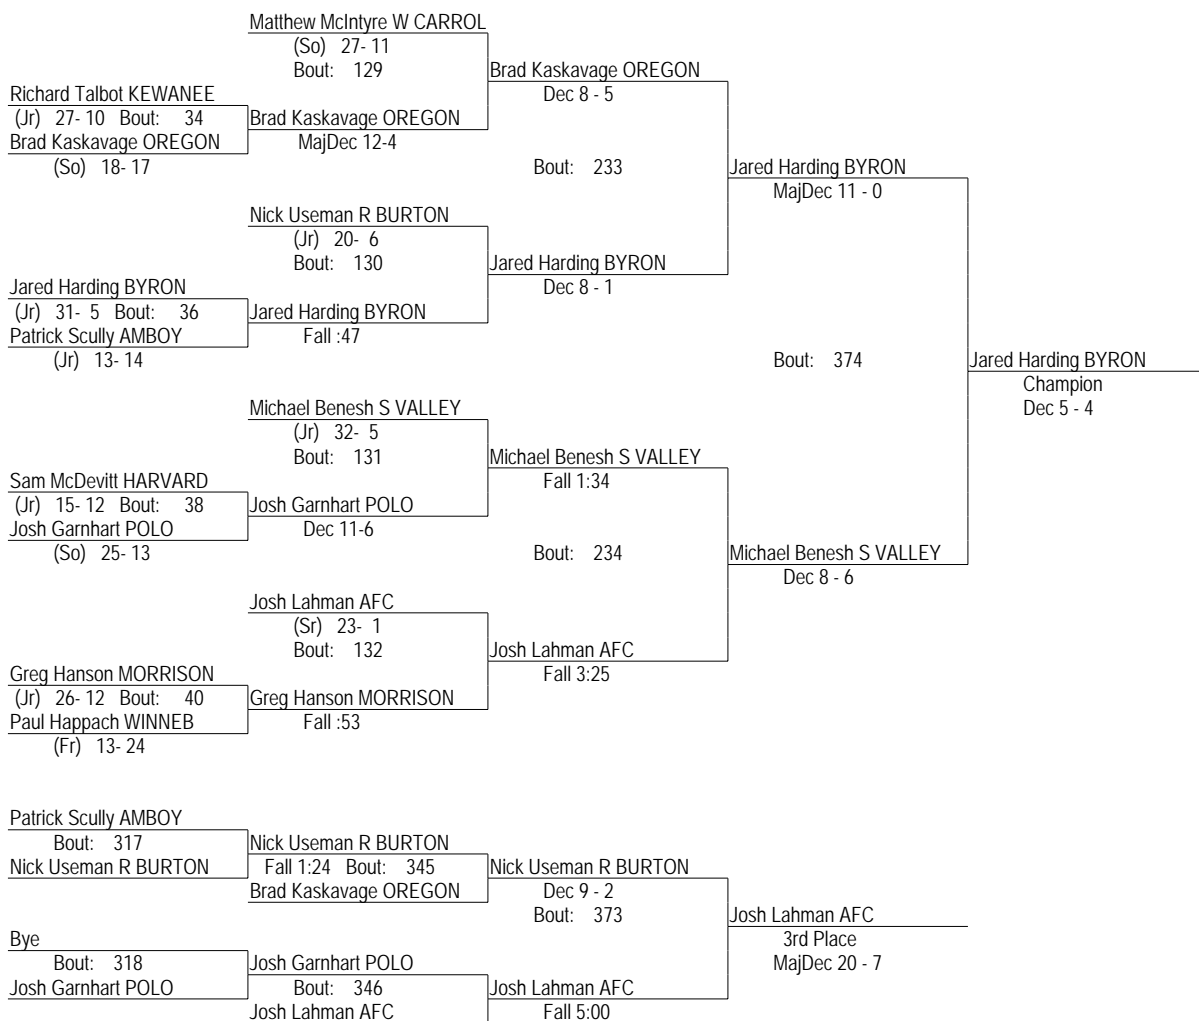 Matthew McIntyre W CARROL
(So) 27- 11
Bout: 129
Brad Kaskavage OREGON
Dec 8 - 5
Richard Talbot KEWANEE
(Jr) 27- 10 Bout: 34
Brad Kaskavage OREGON
MajDec 12-4
Brad Kaskavage OREGON
(So) 18- 17
Bout: 233
Jared Harding BYRON
MajDec 11 - 0
Nick Useman R BURTON
(Jr) 20- 6
Bout: 130
Jared Harding BYRON
Dec 8 - 1
Jared Harding BYRON
(Jr) 31- 5 Bout: 36
Jared Harding BYRON
Fall :47
Patrick Scully AMBOY
(Jr) 13- 14
Bout: 374
Jared Harding BYRON
Champion
Dec 5 - 4
Michael Benesh S VALLEY
(Jr) 32- 5
Bout: 131
Michael Benesh S VALLEY
Fall 1:34
Sam McDevitt HARVARD
(Jr) 15- 12 Bout: 38
Josh Garnhart POLO
Dec 11-6
Josh Garnhart POLO
(So) 25- 13
Bout: 234
Michael Benesh S VALLEY
Dec 8 - 6
Josh Lahman AFC
(Sr) 23- 1
Bout: 132
Josh Lahman AFC
Fall 3:25
Greg Hanson MORRISON
(Jr) 26- 12 Bout: 40
Greg Hanson MORRISON
Fall :53
Paul Happach WINNEB
(Fr) 13- 24
Patrick Scully AMBOY
Bout: 317
Nick Useman R BURTON
Nick Useman R BURTON
Fall 1:24 Bout: 345
Brad Kaskavage OREGON
Nick Useman R BURTON
Dec 9 - 2
Bout: 373
Josh Lahman AFC
3rd Place
MajDec 20 - 7
Bye
Bout: 318
Josh Garnhart POLO
Josh Garnhart POLO
Bout: 346
Josh Lahman AFC
Josh Lahman AFC
Fall 5:00